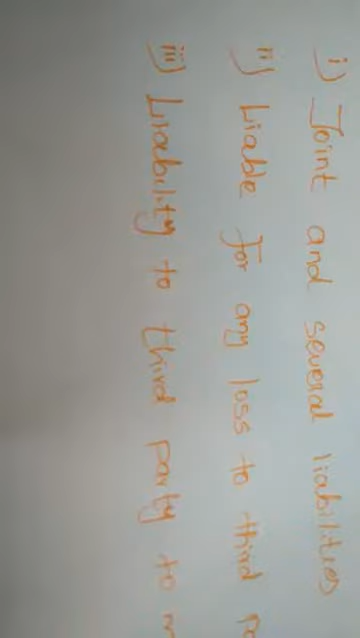 i) Joint and several liabilities
ii) Liable for any loss to third
iii) Liability to third party to